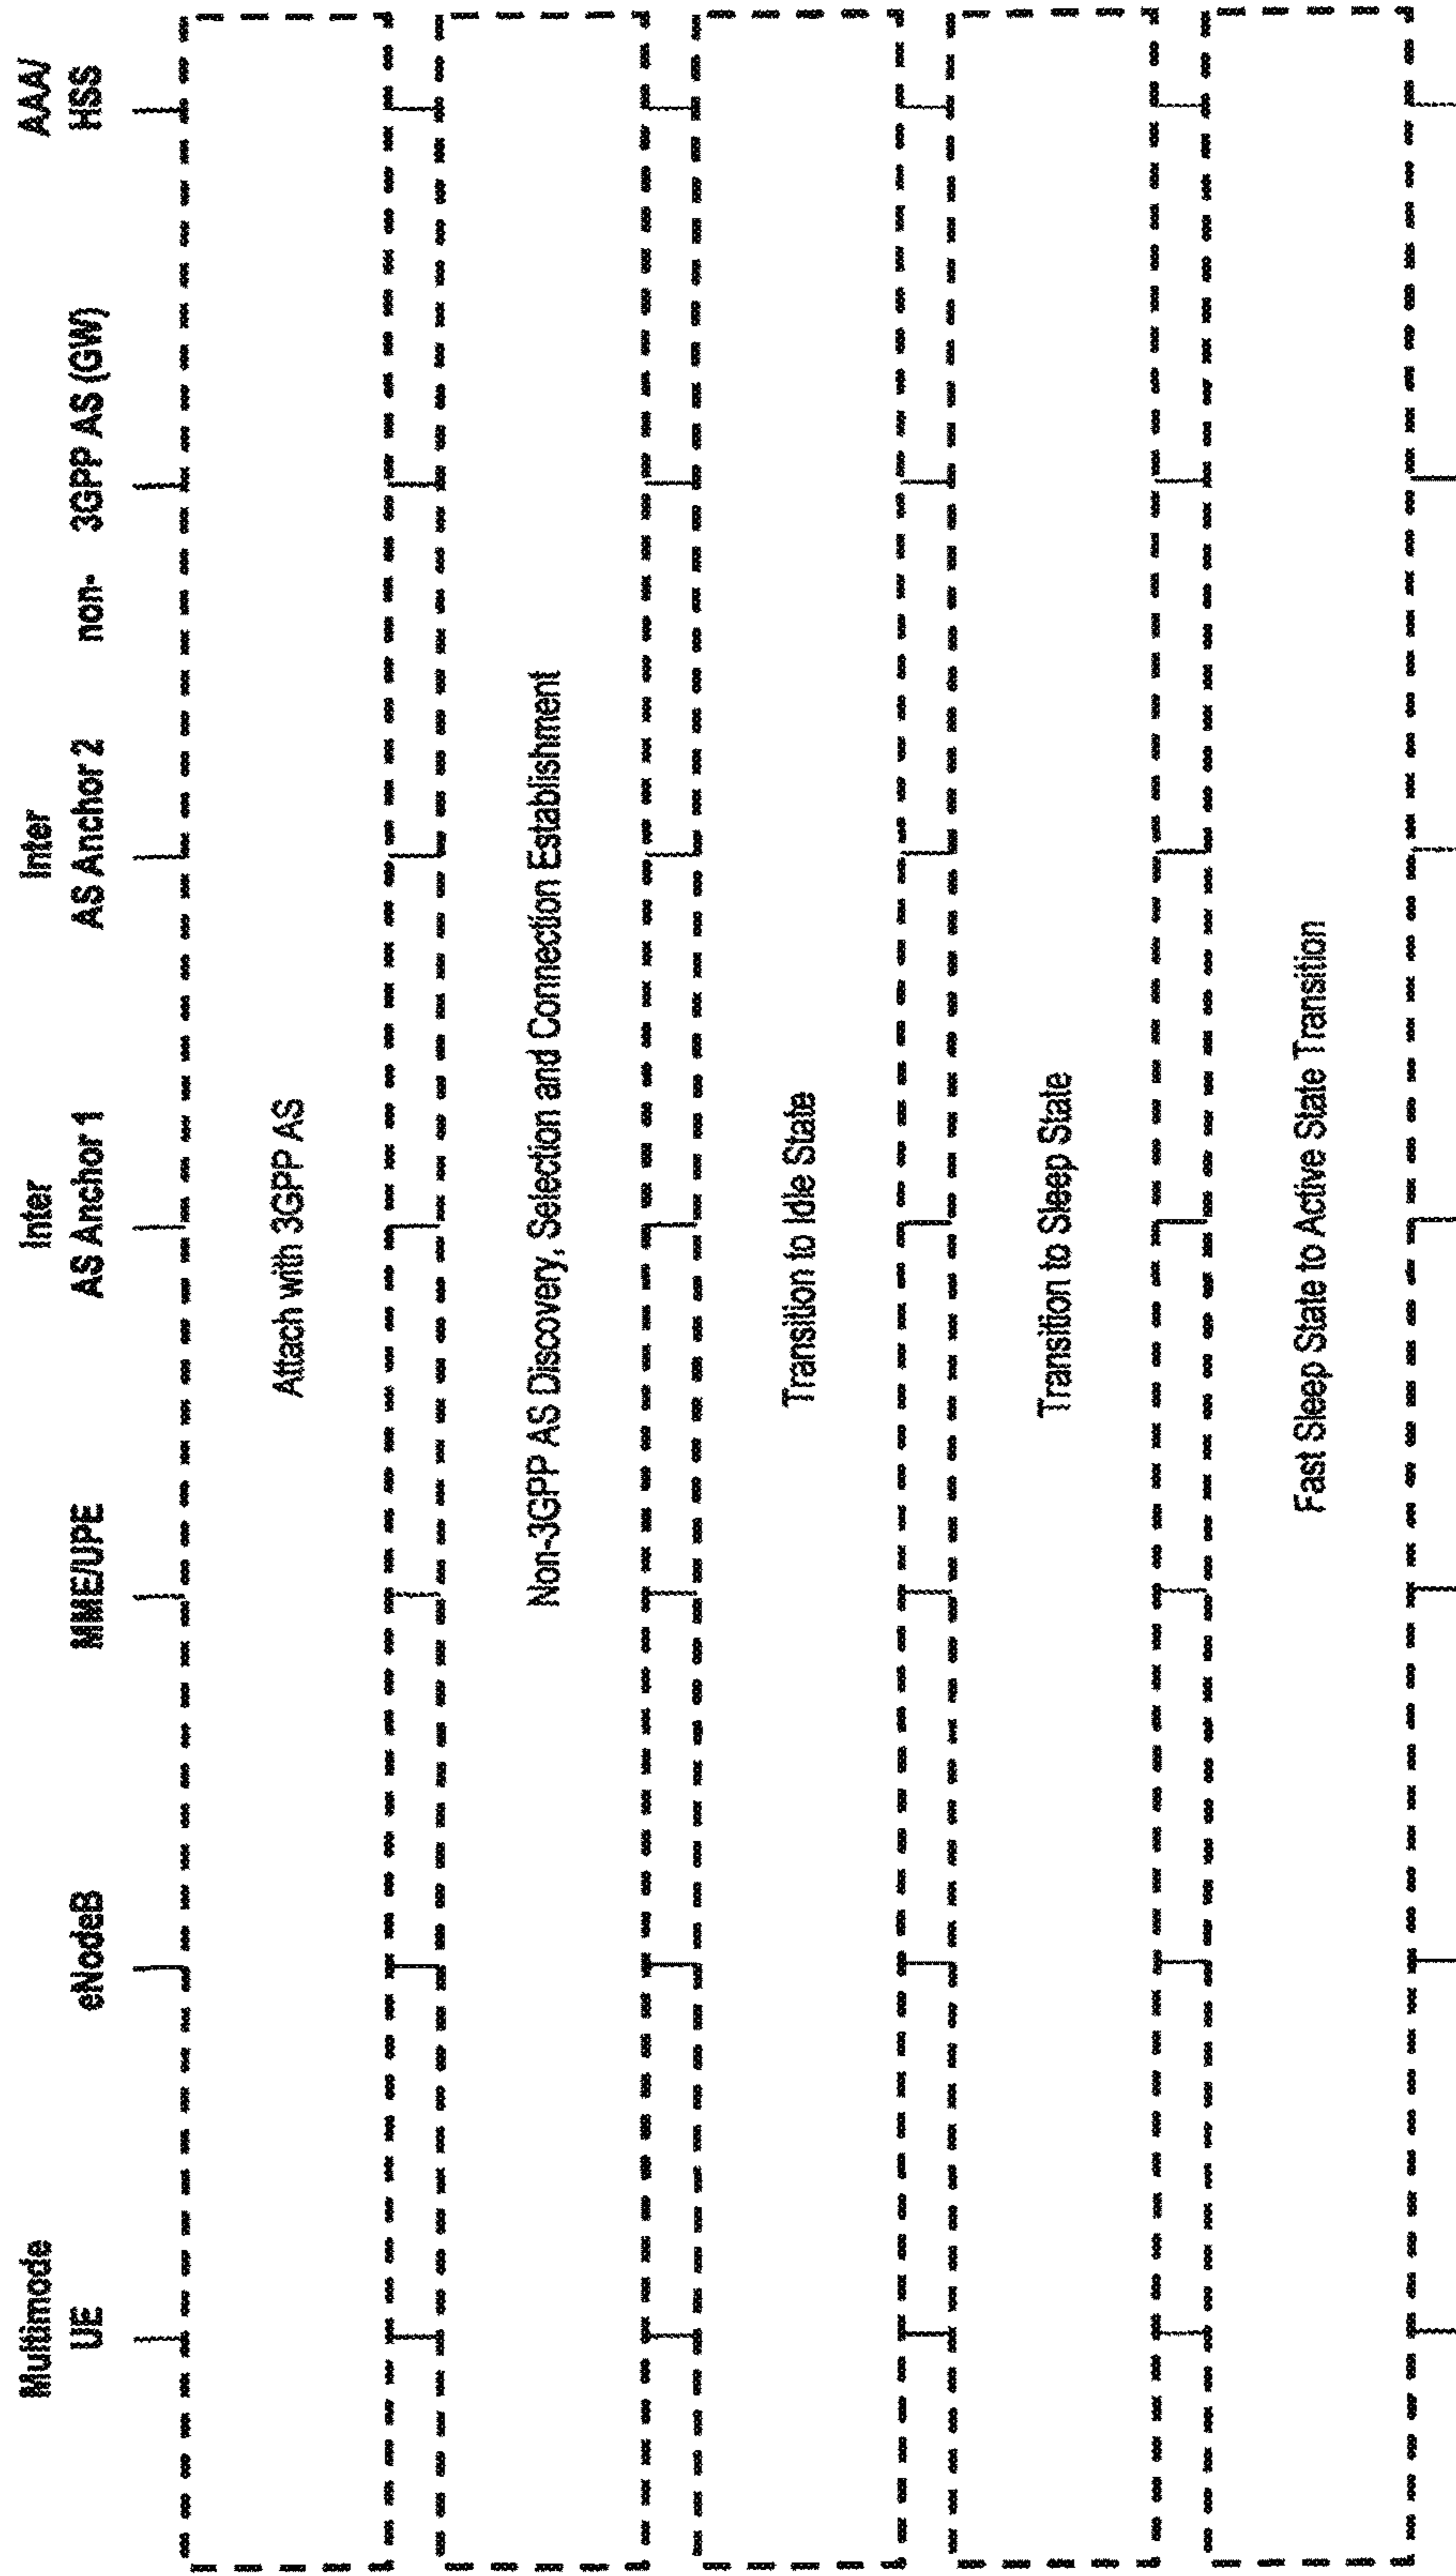 Multimode
UE
eNodeB
MME/UPE
Inter
AS Anchor 1
Inter
AS Anchor 2
non- 3GPP AS (GW)
AAA/
HSS
Attach with 3GPP AS
Non-3GPP AS Discovery, Selection and Connection Establishment
Transition to Idle State
Transition to Sleep State
Fast Sleep State to Active State Transition